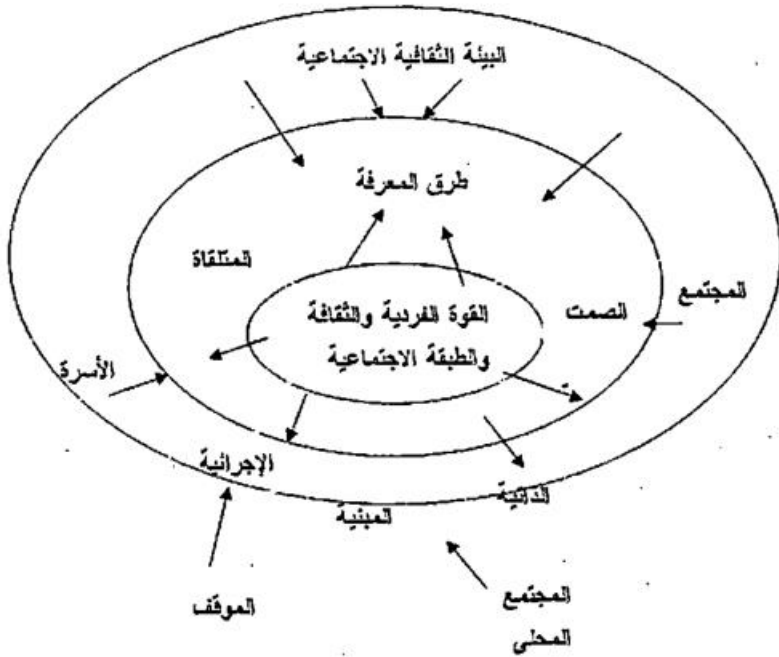 البيئة الثقافية الاجتماعية
طرق المعرفة
المتلقاة
المجتمع
الصمت
القوة الفردية والثقافة
والطبقة الاجتماعية
الأسرة
الإجرائية
الذاتية
المبنية
الموقف
المجتمع
المحلى